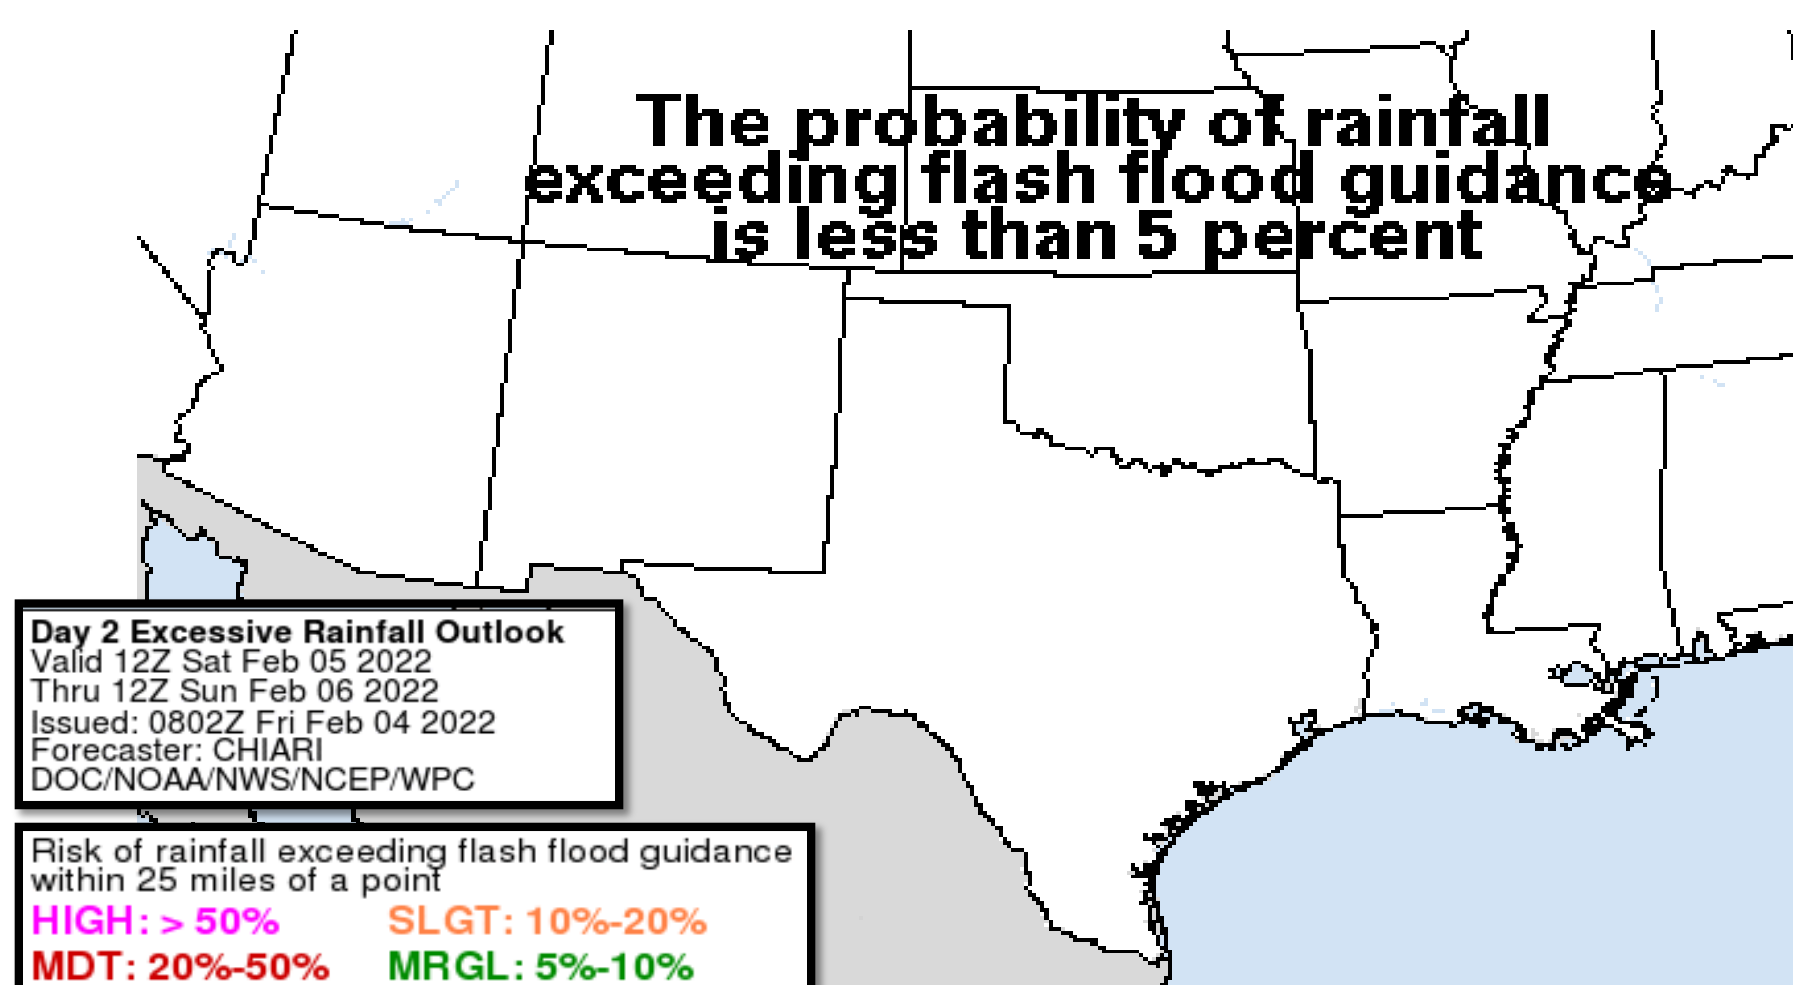 The probability of rainfall
exceeding flash flood guidance
is less than 5 percent
Day 2 Excessive Rainfall Outlook
Valid 12Z Sat Feb 05 2022
Thru 12Z Sun Feb 06 2022
Issued: 0802Z Fri Feb 04 2022
Forecaster: CHIARI
DOC/NOAA/NWS/NCEP/WPC
Risk of rainfall exceeding flash flood guidance
within 25 miles of a point
HIGH: > 50% SLGT: 10%-20%
MDT: 20%-50% MRGL: 5%-10%